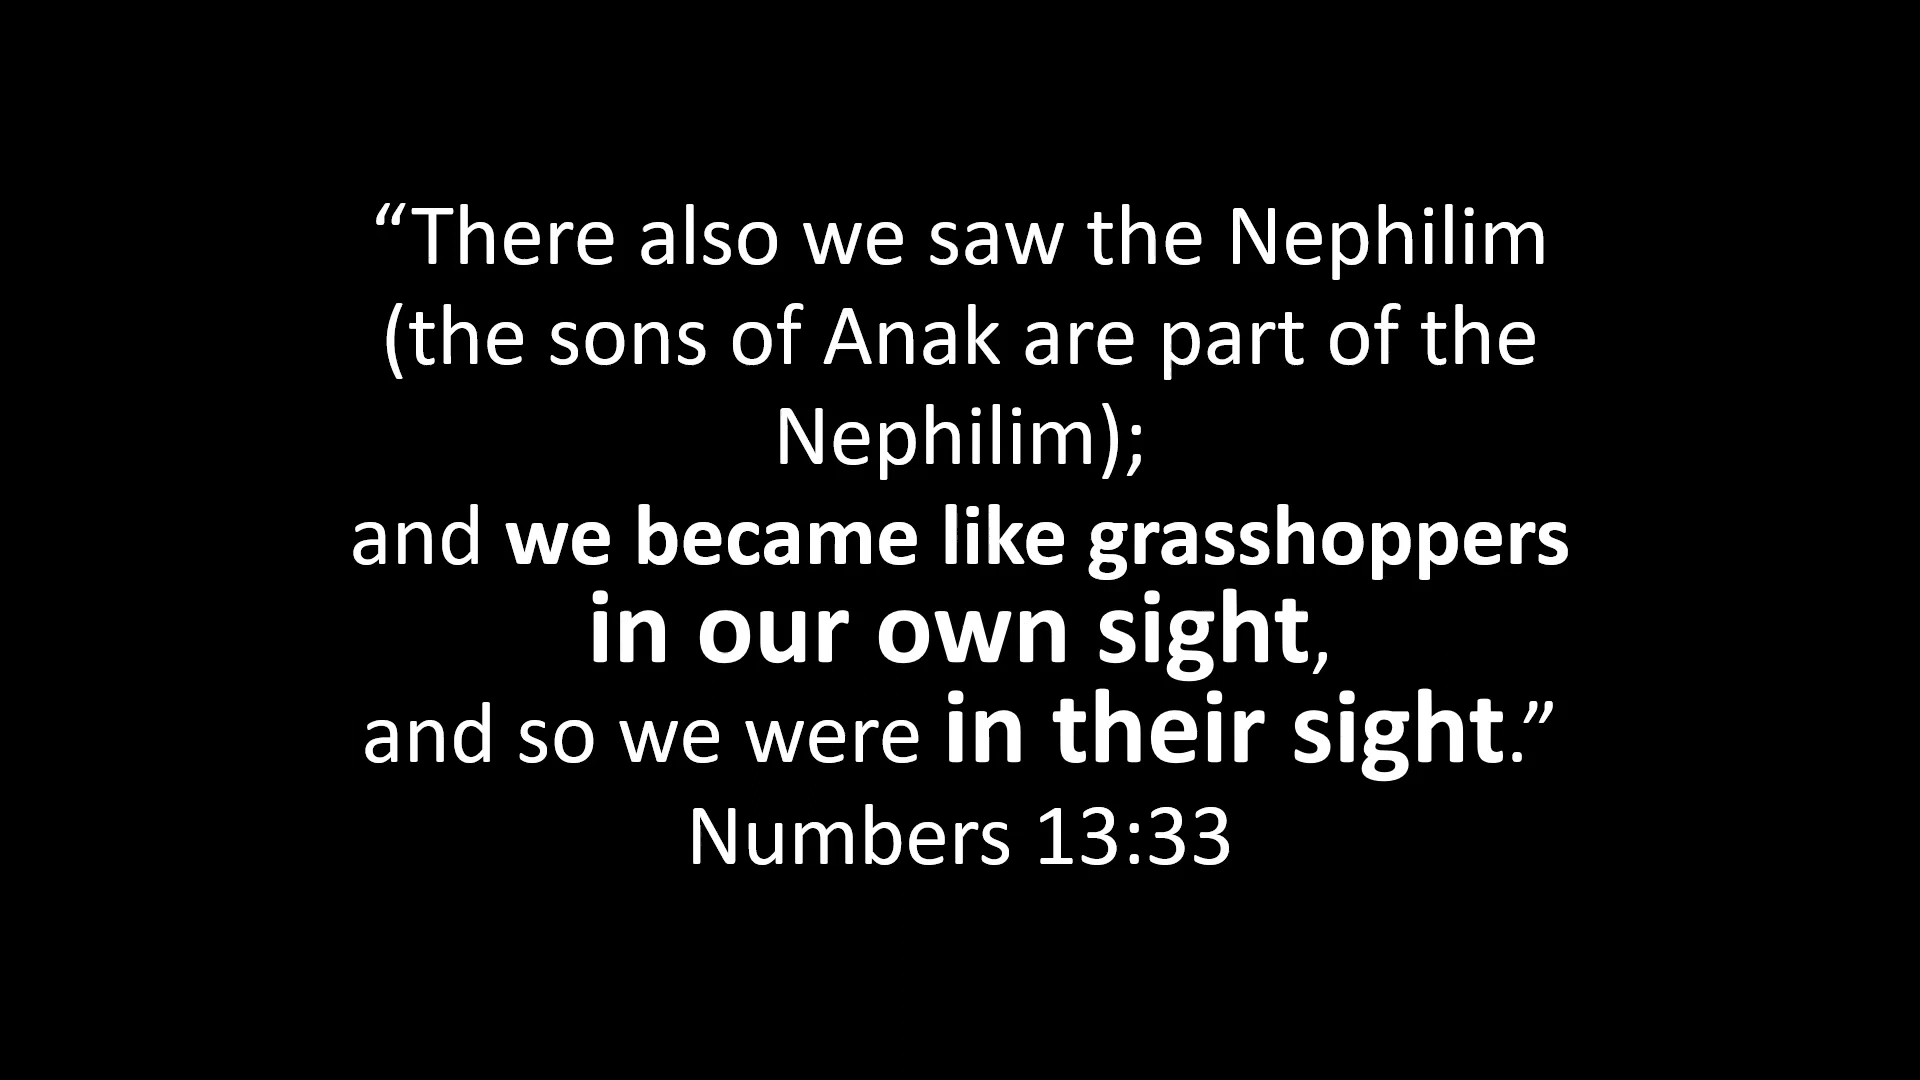 “There also we saw the Nephilim
(the sons of Anak are part of the
Nephilim);
and we became like grasshoppers
in our own sight,
and so we were in their sight.”
Numbers 13:33